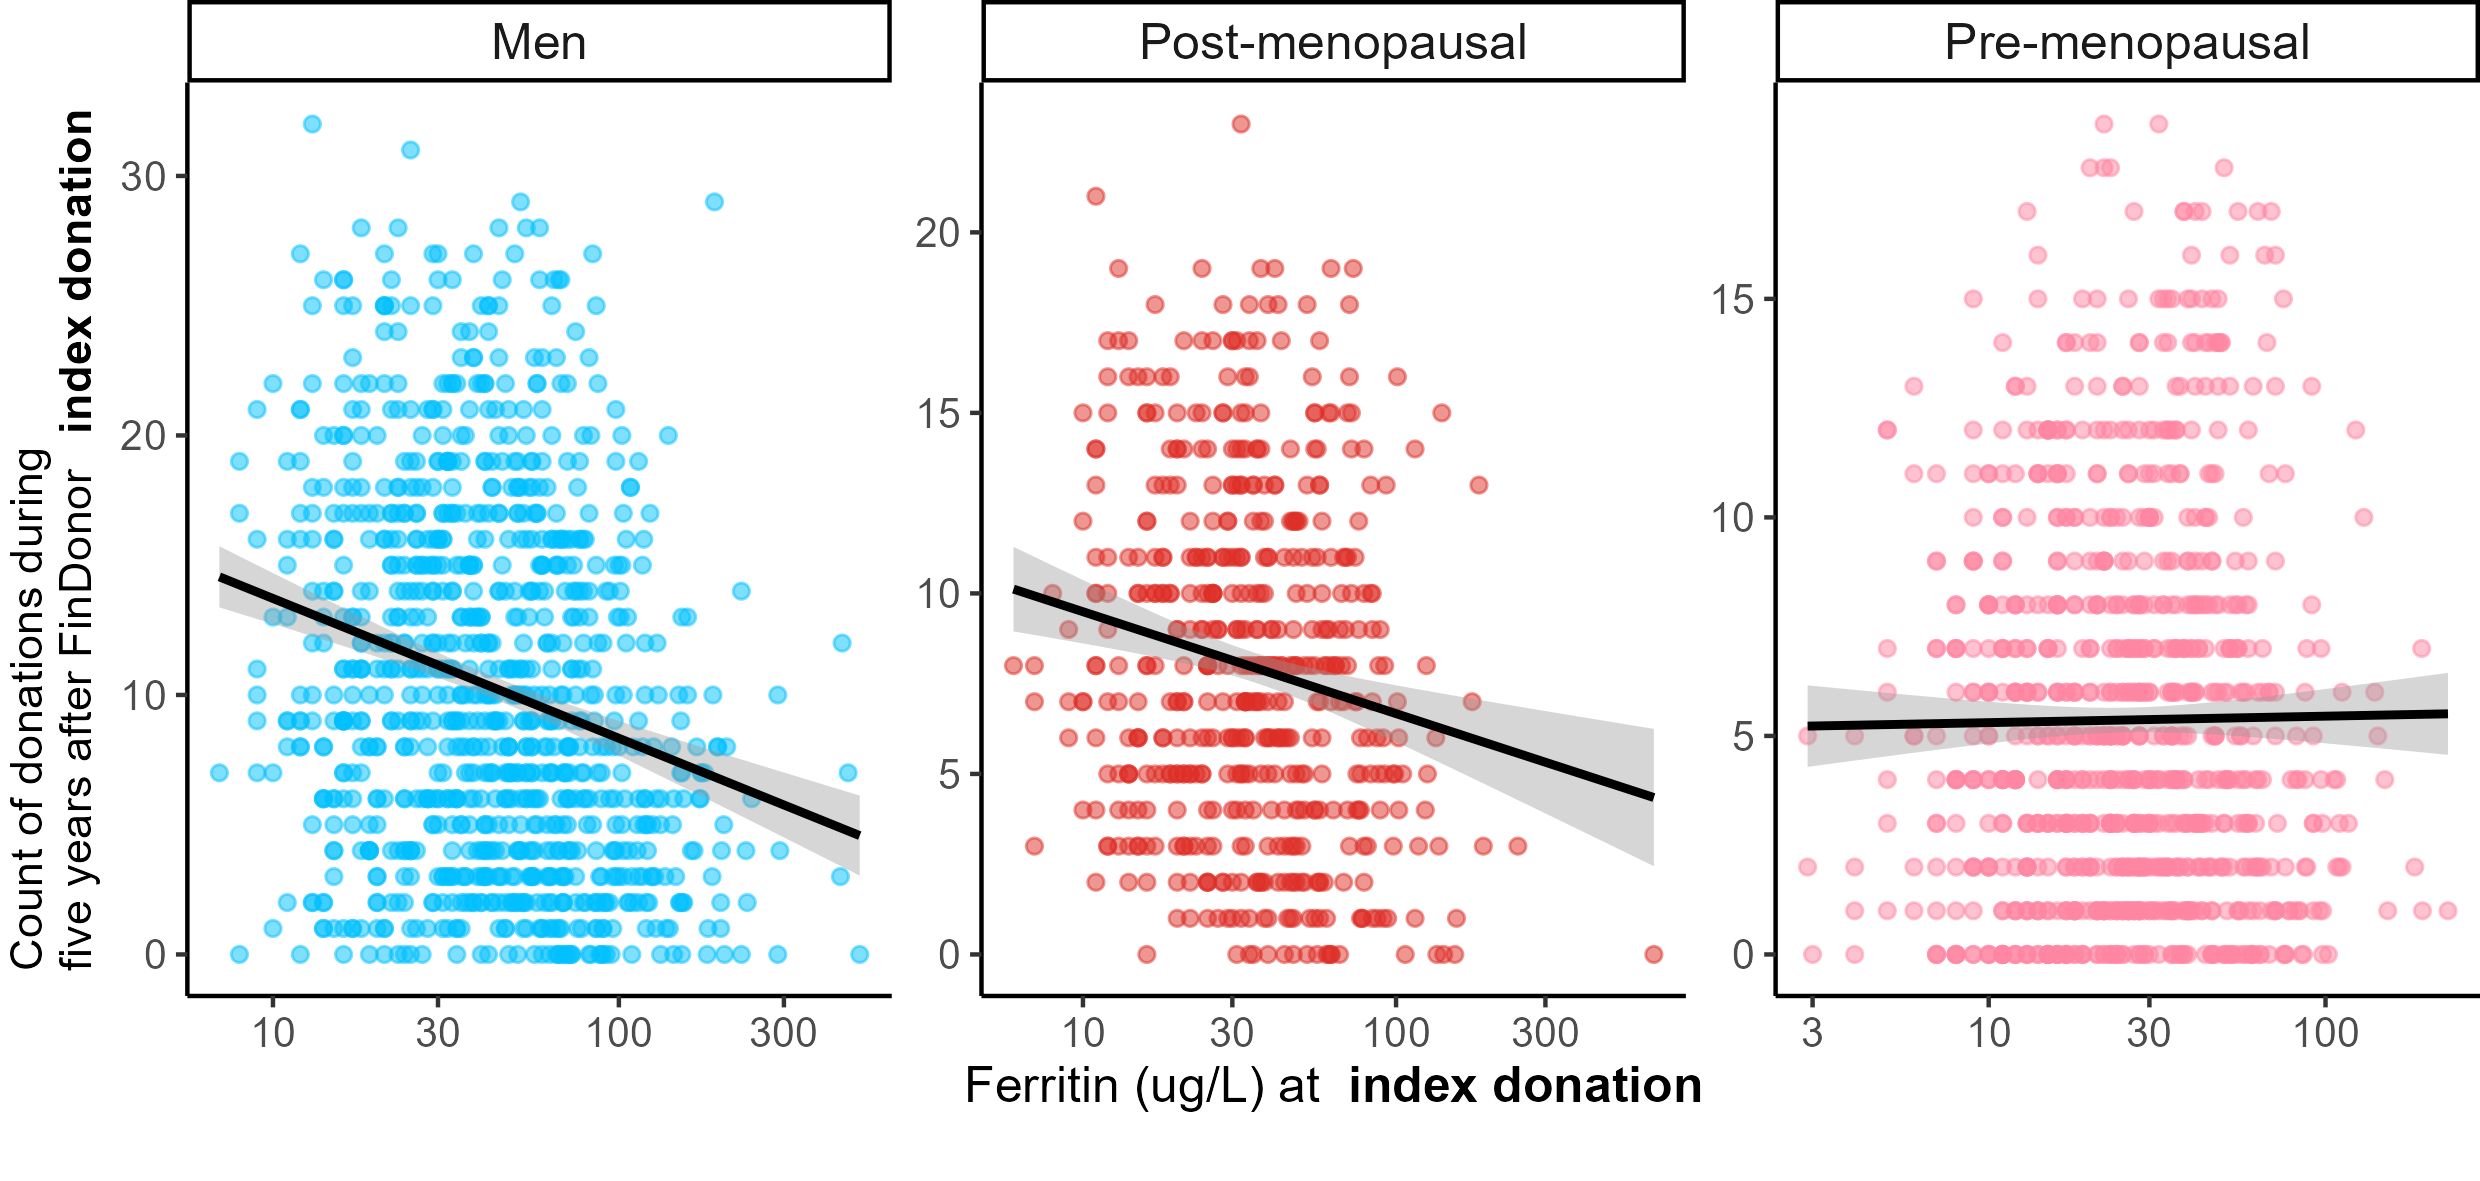 Men
Post-menopausal
Pre-menopausal
Count of donations during
five years after FinDonor index donation
30
20
10
0
20
15
10
5
0
15
10
5
0
10 30 100 300
10 30 100 300
3 10 30 100
Ferritin (ug/L) at index donation